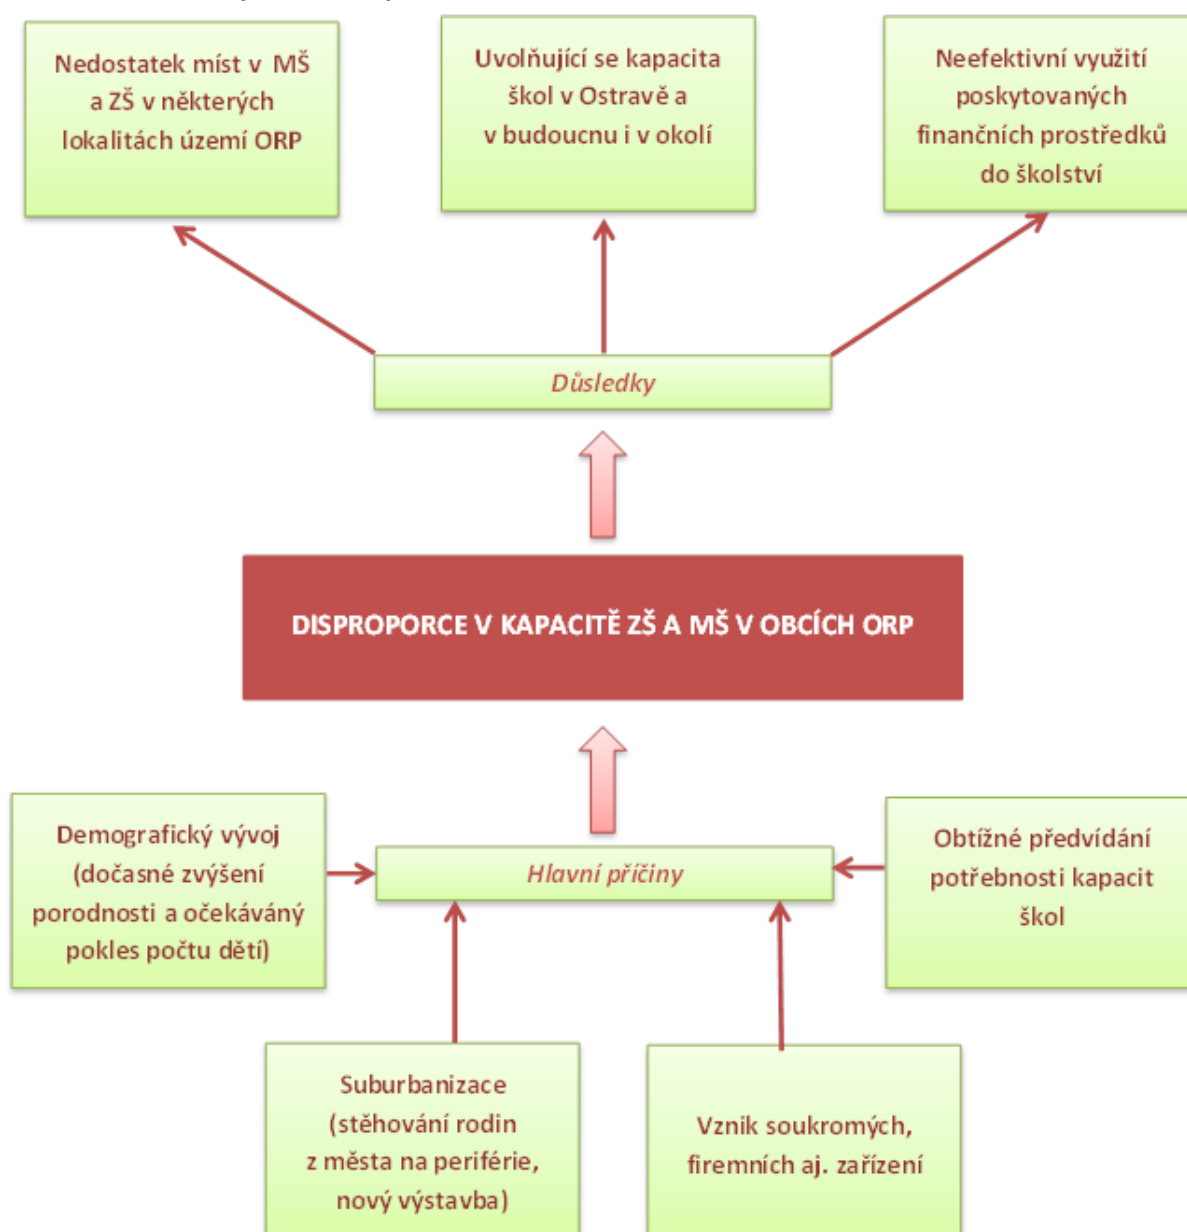 Nedostatek míst v MŠ
a ZŠ v některých
lokalitách území ORP
Uvolňující se kapacita
škol v Ostravě a
v budoucnu i v okolí
Neefektivní využití
poskytovaných
finančních prostředků
do školství
Důsledky
DISPROPORCE V KAPACITĚ ZŠ A MŠ V OBCÍCH ORP
Hlavní příčiny
Demografický vývoj
(dočasné zvýšení
porodnosti a očekáváný
pokles počtu dětí)
Obtížné předvídání
potřebnosti kapacit
škol
Suburbanizace
(stěhování rodin
z města na periférie,
nový výstavba)
Vznik soukromých,
firemních aj. zařízení